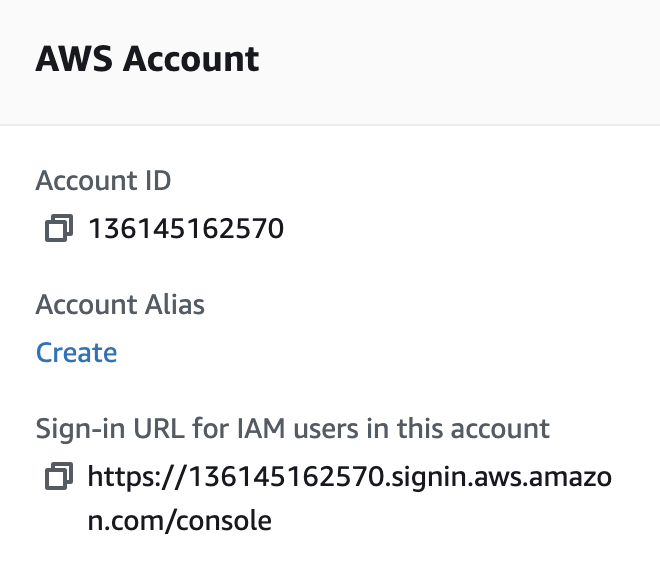 AWS Account
Account ID
136145162570
Account Alias
Create
Sign-in URL for IAM users in this account
https://136145162570.signin.aws.amazo
n.com/console